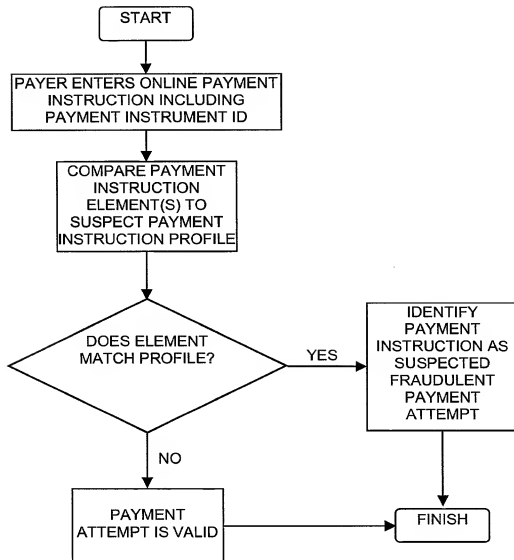 START
PAYER ENTERS ONLINE PAYMENT
INSTRUCTION INCLUDING
PAYMENT INSTRUMENT ID
COMPARE PAYMENT
INSTRUCTION
ELEMENT(S) TO
SUSPECT PAYMENT
INSTRUCTION PROFILE
DOES ELEMENT
MATCH PROFILE?
YES
IDENTIFY
PAYMENT
INSTRUCTION AS
SUSPECTED
FRAUDULENT
PAYMENT
ATTEMPT
NO
PAYMENT
ATTEMPT IS VALID
FINISH